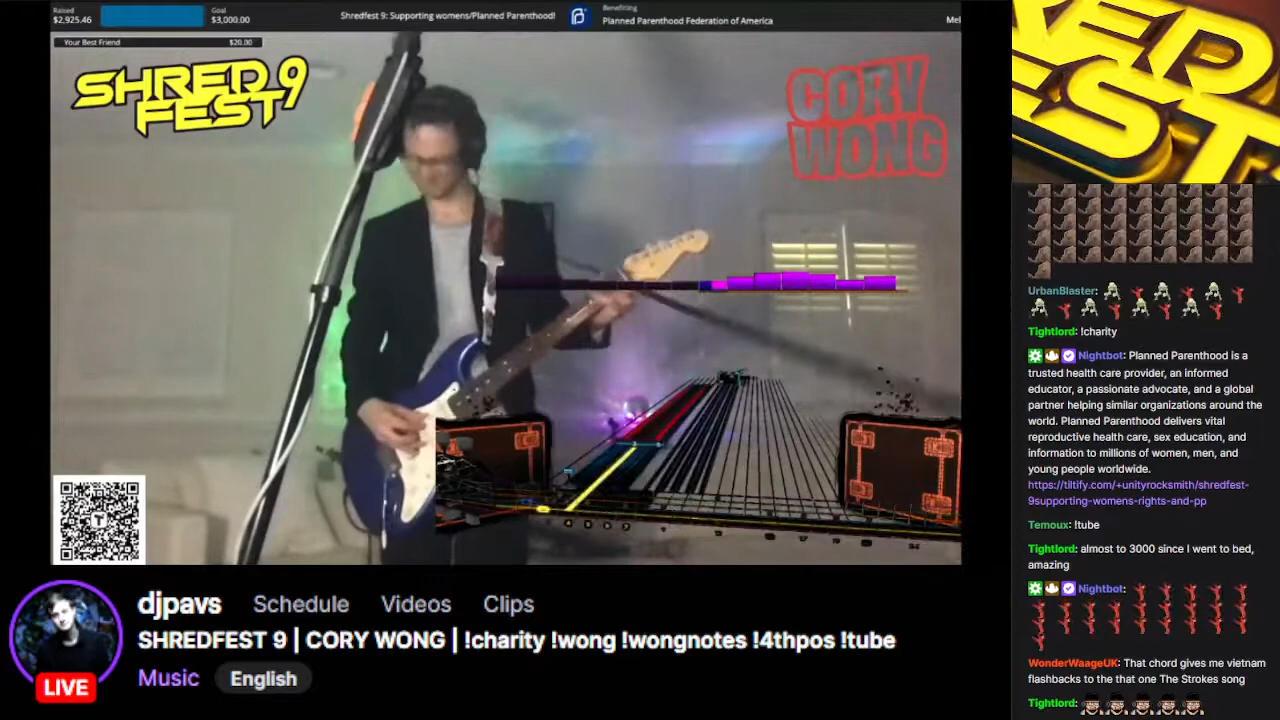 Raised
$2,925.46
Goal
$3,000.00
Shredfest 9: Supporting womens/Planned Parenthood!
Benefitting
Planned Parenthood Federation of America
Mel
Your Best Friend $20.00
SHRED 9
FEST
CORY
WONG
RED
EST
UrbanBlaster:
Tightlord: !charity
Nightbot: Planned Parenthood is a
trusted health care provider, an informed
educator, a passionate advocate, and a global
partner helping similar organizations around the
world. Planned Parenthood delivers vital
reproductive health care, sex education, and
information to millions of women, men, and
young people worldwide.
https://tiltify.com/+unityrocksmith/shredfest-
9supporting-womens-rights-and-pp
Temoux: !tube
Tightlord: almost to 3000 since I went to bed,
amazing
Nightbot:
WonderWaageUK: That chord gives me vietnam
flashbacks to the that one The Strokes song
Tightlord:
djpavs Schedule Videos Clips
SHREDFEST 9 | CORY WONG | !charity !wong !wongnotes !4thpos !tube
LIVE
Music English